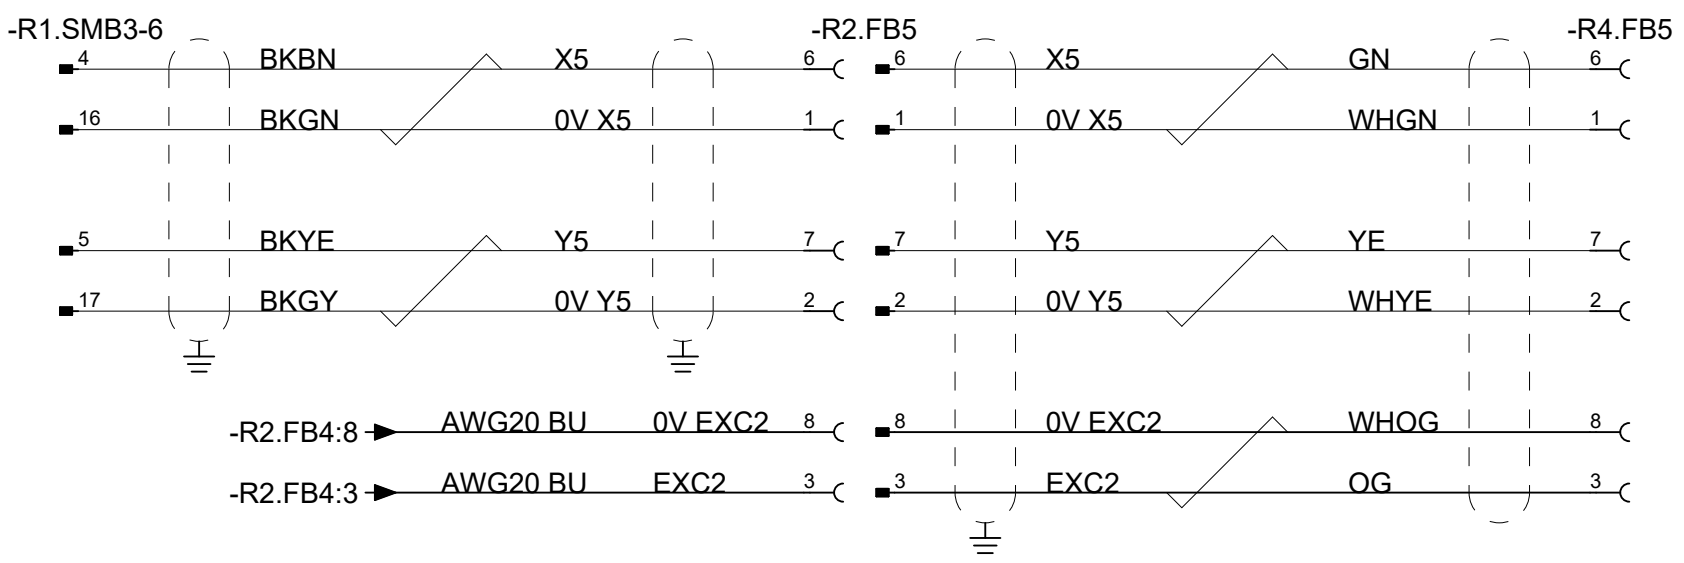 -R1.SMB3-6 -R2.FB5 -R4.FB5
4 BKBN X5 6 6 X5 GN 6
16 BKGN 0V X5 1 1 0V X5 WHGN 1
5 BKYE Y5 7 7 Y5 YE 7
17 BKGY 0V Y5 2 2 0V Y5 WHYE 2
-R2.FB4:8 AWG20 BU 0V EXC2 8 8 0V EXC2 WHOG 8
-R2.FB4:3 AWG20 BU EXC2 3 3 EXC2 OG 3